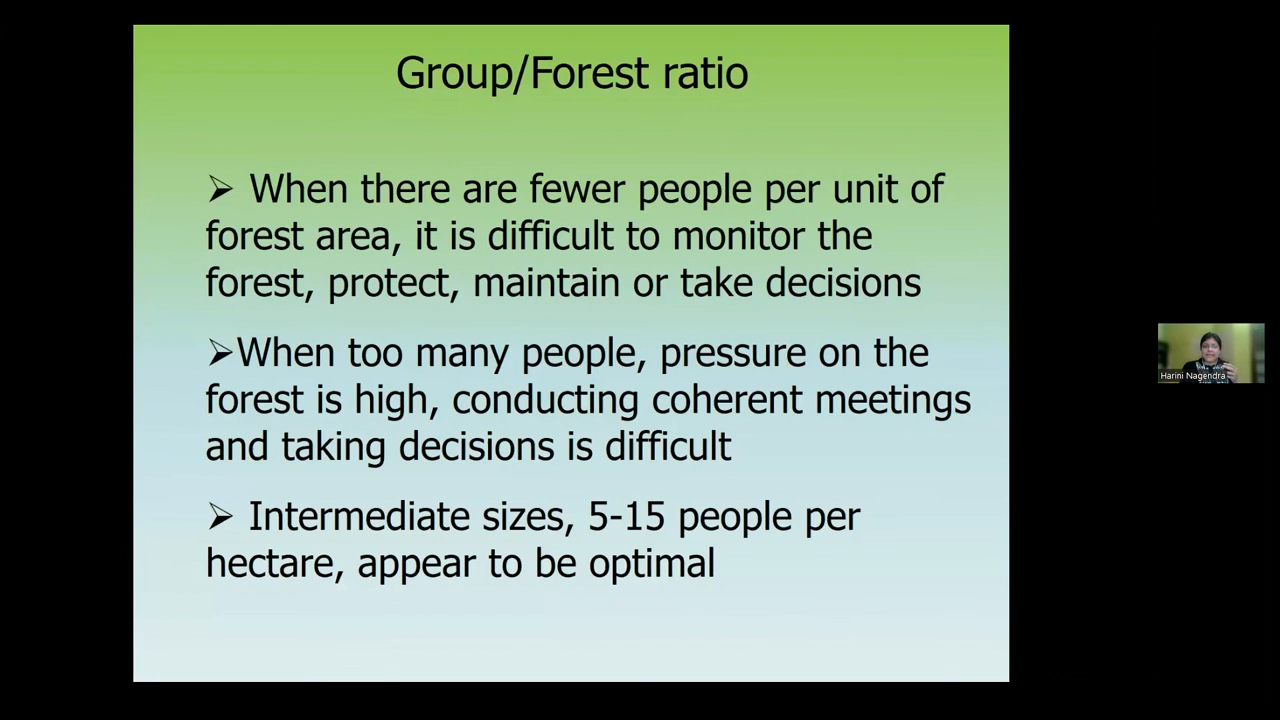 Group/Forest ratio
➢ When there are fewer people per unit of
forest area, it is difficult to monitor the
forest, protect, maintain or take decisions
➢When too many people, pressure on the
forest is high, conducting coherent meetings
and taking decisions is difficult
➢ Intermediate sizes, 5-15 people per
hectare, appear to be optimal
Harini Nagendra